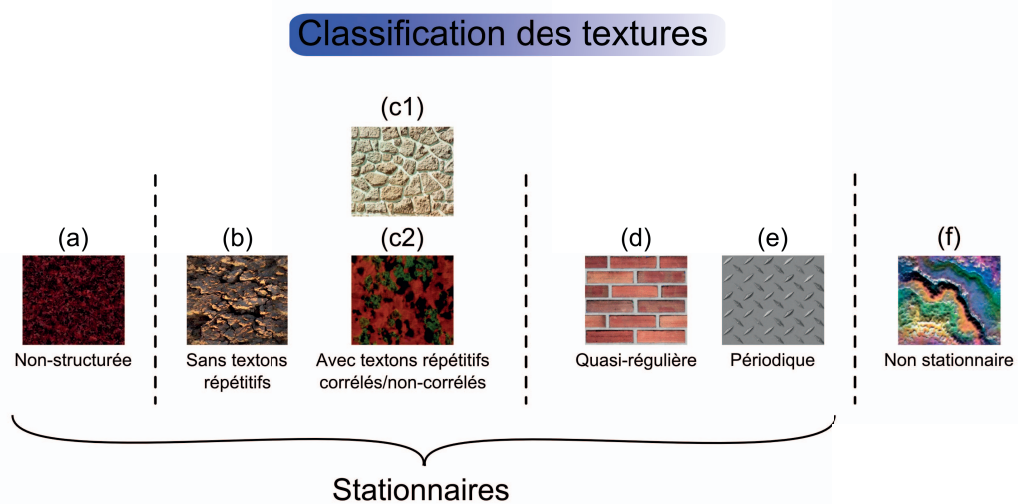 Classification des textures
(c1)
(a)
(b)
(c2)
(d)
(e)
(f)
Non-structurée
Sans textons
répétitifs
Avec textons répétitifs
corrélés/non-corrélés
Quasi-régulière
Périodique
Non stationnaire
Stationnaires